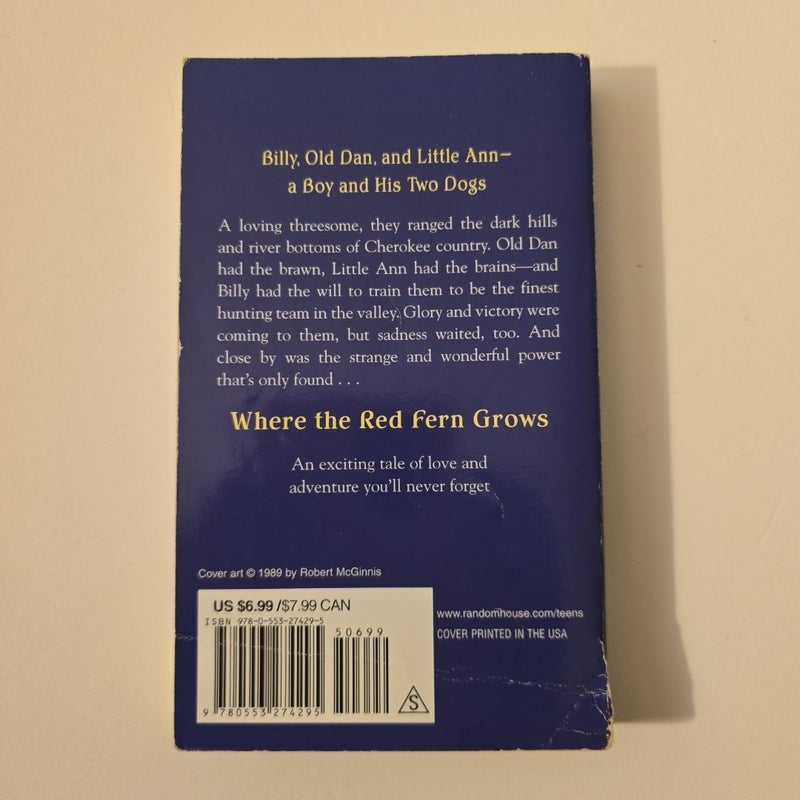 Billy, Old Dan, and Little Ann—
a Boy and His Two Dogs
A loving threesome, they ranged the dark hills
and river bottoms of Cherokee country. Old Dan
had the brawn, Little Ann had the brains—and
Billy had the will to train them to be the finest
hunting team in the valley. Glory and victory were
coming to them, but sadness waited, too. And
close by was the strange and wonderful power
that's only found . . .
Where the Red Fern Grows
An exciting tale of love and
adventure you'll never forget
Cover art © 1989 by Robert McGinnis
US $6.99 /$7.99 CAN
ISBN 978-0-553-27429-5
50699
9 780553 274295
S
www.randomhouse.com/teens
COVER PRINTED IN THE USA